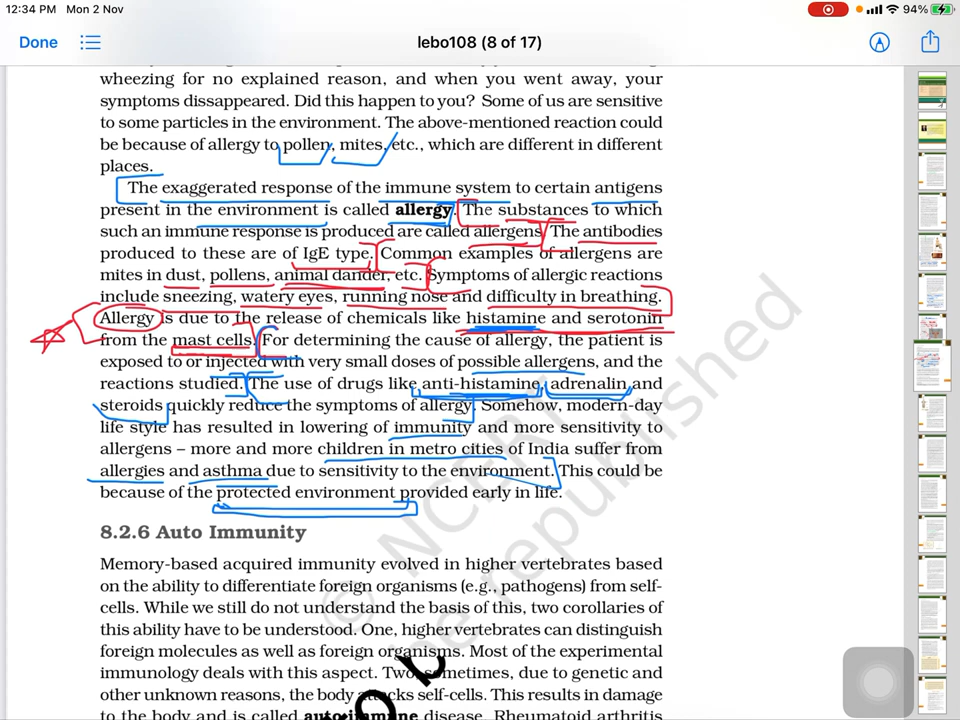 12:34 PM Mon 2 Nov
94%
Done
lebo108 (8 of 17)
wheezing for no explained reason, and when you went away, your
symptoms dissappeared. Did this happen to you? Some of us are sensitive
to some particles in the environment. The above-mentioned reaction could
be because of allergy to pollen, mites, etc., which are different in different
places.
The exaggerated response of the immune system to certain antigens
present in the environment is called allergy. The substances to which
such an immune response is produced are called allergens. The antibodies
produced to these are of IgE type. Common examples of allergens are
mites in dust, pollens, animal dander, etc. Symptoms of allergic reactions
include sneezing, watery eyes, running nose and difficulty in breathing.
Allergy is due to the release of chemicals like histamine and serotonin
from the mast cells. For determining the cause of allergy, the patient is
exposed to or injected with very small doses of possible allergens, and the
reactions studied. The use of drugs like anti-histamine, adrenalin and
steroids quickly reduce the symptoms of allergy. Somehow, modern-day
life style has resulted in lowering of immunity and more sensitivity to
allergens – more and more children in metro cities of India suffer from
allergies and asthma due to sensitivity to the environment. This could be
because of the protected environment provided early in life.
8.2.6 Auto Immunity
Memory-based acquired immunity evolved in higher vertebrates based
on the ability to differentiate foreign organisms (e.g., pathogens) from self-
cells. While we still do not understand the basis of this, two corollaries of
this ability have to be understood. One, higher vertebrates can distinguish
foreign molecules as well as foreign organisms. Most of the experimental
immunology deals with this aspect. Two, sometimes, due to genetic and
other unknown reasons, the body attacks self-cells. This results in damage
to the body and is called auto-immune disease. Rheumatoid arthritis